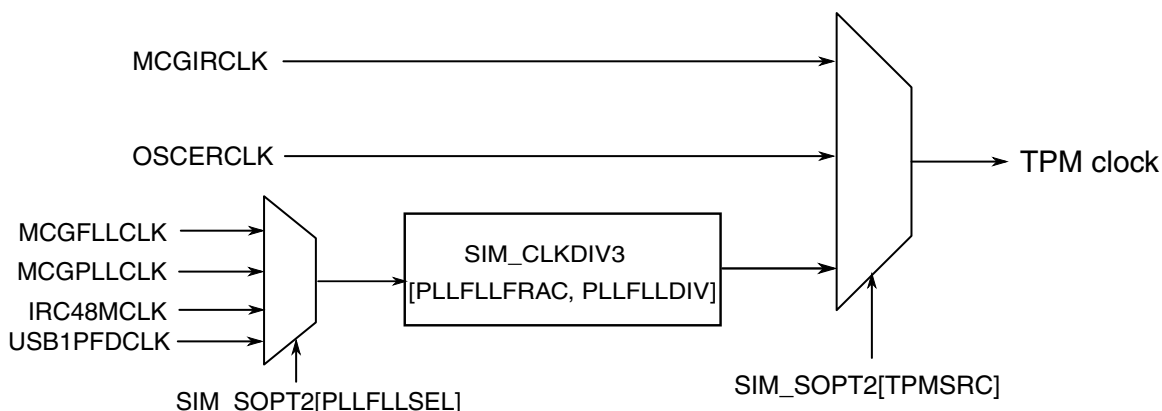 MCGIRCLK
OSCERCLK
TPM clock
MCGFLLCLK
MCGPLLCLK
IRC48MCLK
USB1PFDCLK
SIM_CLKDIV3
[PLLFLLFRAC, PLLFLLDIV]
SIM_SOPT2[TPMSRC]
SIM_SOPT2[PLLFLLSEL]